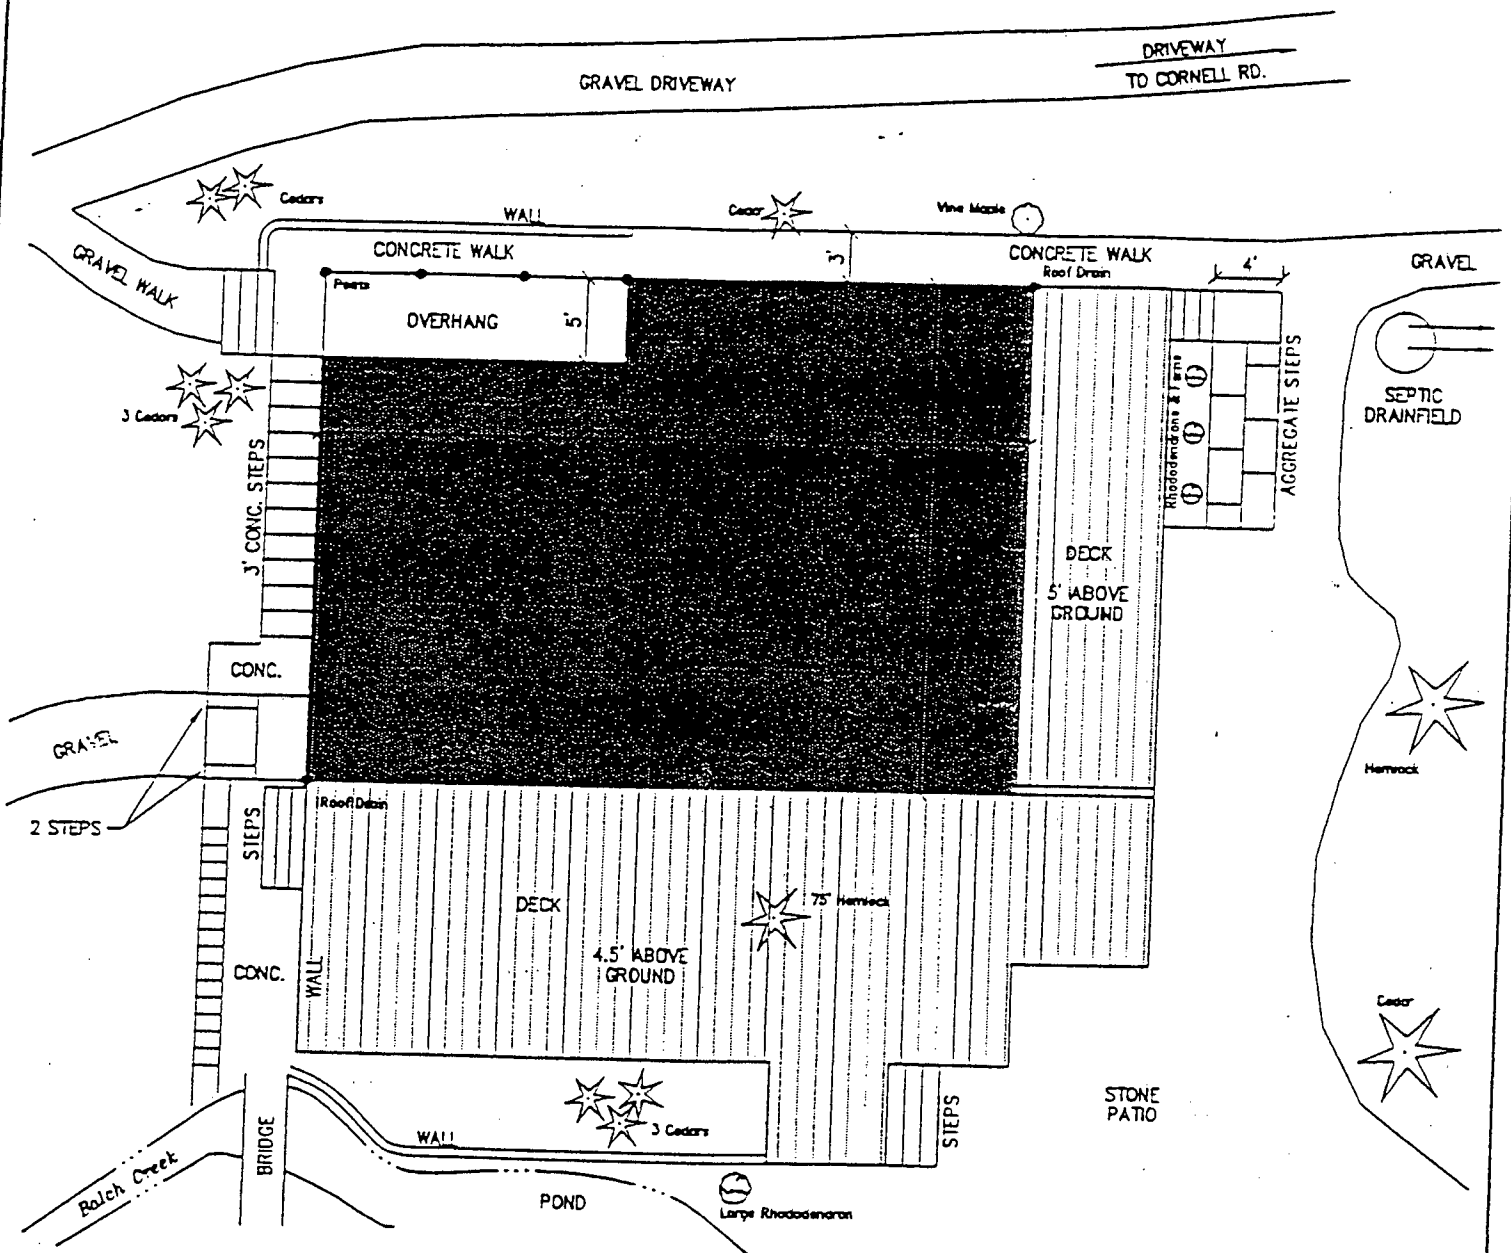 DRIVEWAY
TO CORNELL RD.
GRAVEL DRIVEWAY
Cedars
WALL
Cedar
Vine Maple
GRAVEL WALK
CONCRETE WALK
3'
CONCRETE WALK
Roof Drain
4'
GRAVEL
Posts
OVERHANG
5'
SEPTIC
DRAINFIELD
3 Cedars
3' CONC. STEPS
Rhododendrons & Ferns
AGGREGATE STEPS
DECK
5' ABOVE
GROUND
CONC.
GRAVEL
Hemlock
2 STEPS
STEPS
Roof Drain
DECK
75' Hemlock
4.5' ABOVE
GROUND
CONC.
WALL
Cedar
3 Cedars
STEPS
STONE
PATIO
WALL
BRIDGE
Balch Creek
POND
Large Rhododendron